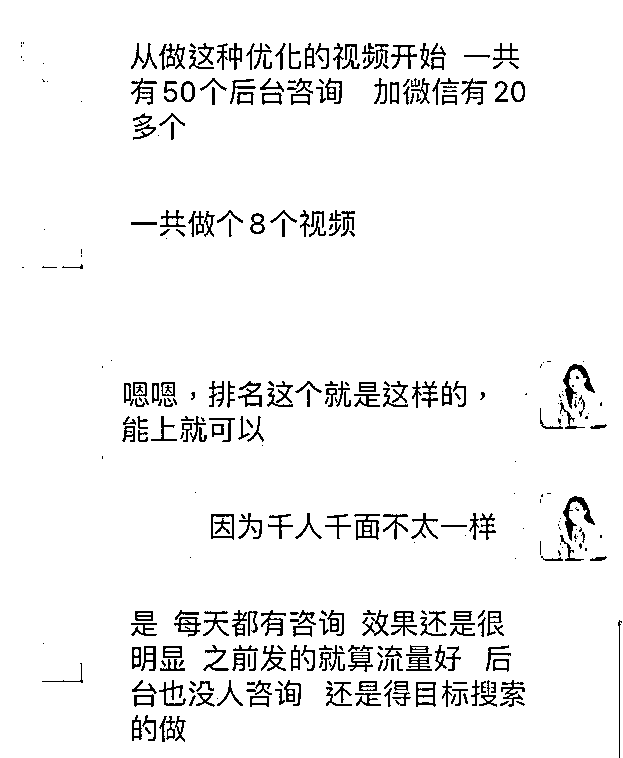 从做这种优化的视频开始 一共
有50个后台咨询 加微信有20
多个
一共做个8个视频
嗯嗯，排名这个就是这样的，
能上就可以
因为千人千面不太一样
是 每天都有咨询 效果还是很
明显 之前发的就算流量好 后
台也没人咨询 还是得目标搜索
的做